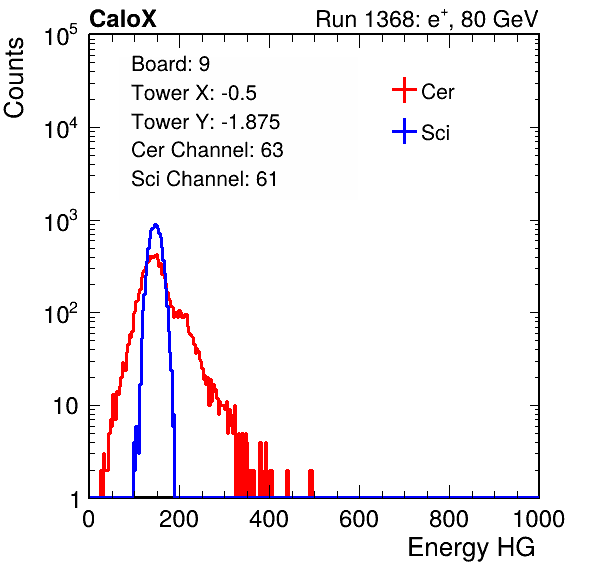 CaloX Run 1368: e⁺, 80 GeV
Counts
Board: 9
Tower X: -0.5
Tower Y: -1.875
Cer Channel: 63
Sci Channel: 61
Cer
Sci
10⁵
10⁴
10³
10²
10
1
0 200 400 600 800 1000
Energy HG